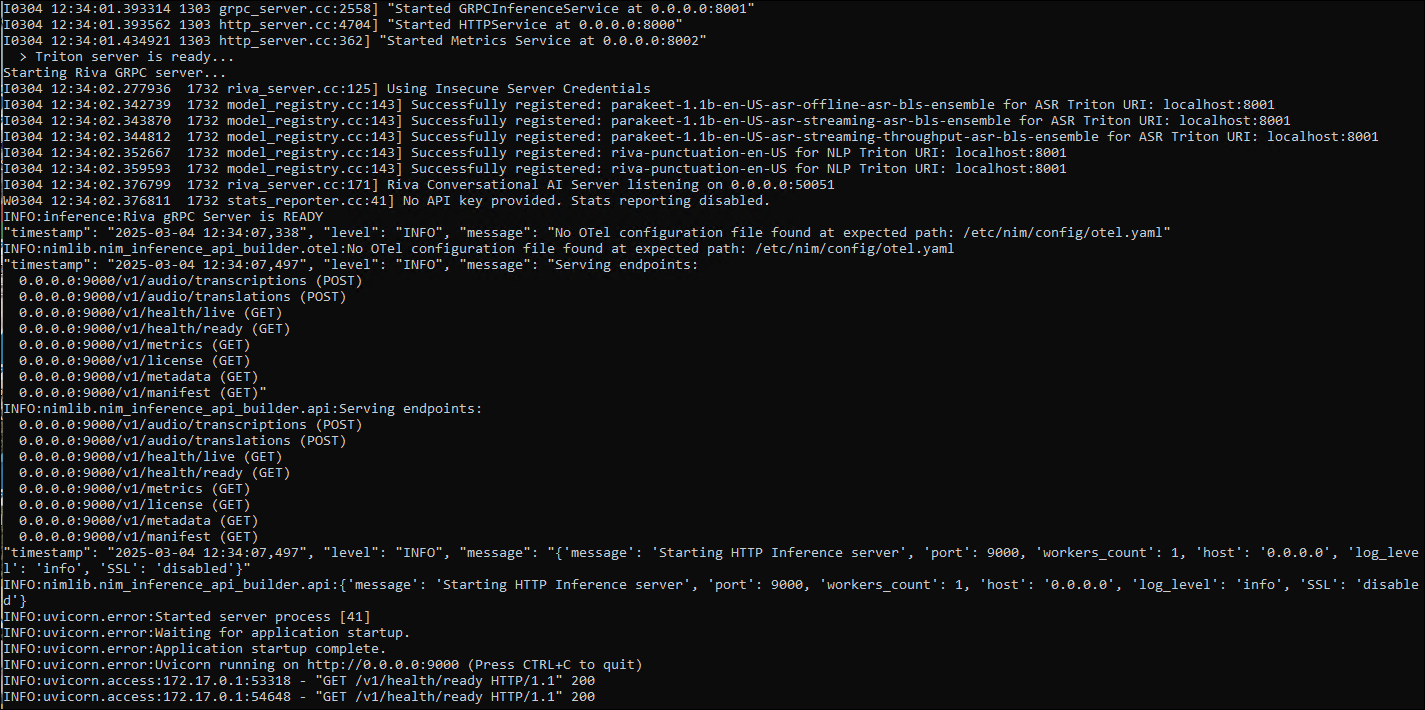 I0304 12:34:01.393314 1303 grpc_server.cc:2558] "Started GRPCInferenceService at 0.0.0.0:8001"
I0304 12:34:01.393562 1303 http_server.cc:4704] "Started HTTPService at 0.0.0.0:8000"
I0304 12:34:01.434921 1303 http_server.cc:362] "Started Metrics Service at 0.0.0.0:8002"
  > Triton server is ready...
Starting Riva GRPC server...
I0304 12:34:02.277936  1732 riva_server.cc:125] Using Insecure Server Credentials
I0304 12:34:02.342739  1732 model_registry.cc:143] Successfully registered: parakeet-1.1b-en-US-asr-offline-asr-bls-ensemble for ASR Triton URI: localhost:8001
I0304 12:34:02.343870  1732 model_registry.cc:143] Successfully registered: parakeet-1.1b-en-US-asr-streaming-asr-bls-ensemble for ASR Triton URI: localhost:8001
I0304 12:34:02.344812  1732 model_registry.cc:143] Successfully registered: parakeet-1.1b-en-US-asr-streaming-throughput-asr-bls-ensemble for ASR Triton URI: localhost:8001
I0304 12:34:02.352667  1732 model_registry.cc:143] Successfully registered: riva-punctuation-en-US for NLP Triton URI: localhost:8001
I0304 12:34:02.359593  1732 model_registry.cc:143] Successfully registered: riva-punctuation-en-US for NLP Triton URI: localhost:8001
I0304 12:34:02.376799  1732 riva_server.cc:171] Riva Conversational AI Server listening on 0.0.0.0:50051
W0304 12:34:02.376811  1732 stats_reporter.cc:41] No API key provided. Stats reporting disabled.
INFO:inference:Riva gRPC Server is READY
"timestamp": "2025-03-04 12:34:07,338", "level": "INFO", "message": "No OTel configuration file found at expected path: /etc/nim/config/otel.yaml"
INFO:nimlib.nim_inference_api_builder.otel:No OTel configuration file found at expected path: /etc/nim/config/otel.yaml
"timestamp": "2025-03-04 12:34:07,497", "level": "INFO", "message": "Serving endpoints:
  0.0.0.0:9000/v1/audio/transcriptions (POST)
  0.0.0.0:9000/v1/audio/translations (POST)
  0.0.0.0:9000/v1/health/live (GET)
  0.0.0.0:9000/v1/health/ready (GET)
  0.0.0.0:9000/v1/metrics (GET)
  0.0.0.0:9000/v1/license (GET)
  0.0.0.0:9000/v1/metadata (GET)
  0.0.0.0:9000/v1/manifest (GET)"
INFO:nimlib.nim_inference_api_builder.api:Serving endpoints:
  0.0.0.0:9000/v1/audio/transcriptions (POST)
  0.0.0.0:9000/v1/audio/translations (POST)
  0.0.0.0:9000/v1/health/live (GET)
  0.0.0.0:9000/v1/health/ready (GET)
  0.0.0.0:9000/v1/metrics (GET)
  0.0.0.0:9000/v1/license (GET)
  0.0.0.0:9000/v1/metadata (GET)
  0.0.0.0:9000/v1/manifest (GET)
"timestamp": "2025-03-04 12:34:07,497", "level": "INFO", "message": "{'message': 'Starting HTTP Inference server', 'port': 9000, 'workers_count': 1, 'host': '0.0.0.0', 'log_leve
l': 'info', 'SSL': 'disabled'}"
INFO:nimlib.nim_inference_api_builder.api:{'message': 'Starting HTTP Inference server', 'port': 9000, 'workers_count': 1, 'host': '0.0.0.0', 'log_level': 'info', 'SSL': 'disable
d'}
INFO:uvicorn.error:Started server process [41]
INFO:uvicorn.error:Waiting for application startup.
INFO:uvicorn.error:Application startup complete.
INFO:uvicorn.error:Uvicorn running on http://0.0.0.0:9000 (Press CTRL+C to quit)
INFO:uvicorn.access:172.17.0.1:53318 - "GET /v1/health/ready HTTP/1.1" 200
INFO:uvicorn.access:172.17.0.1:54648 - "GET /v1/health/ready HTTP/1.1" 200